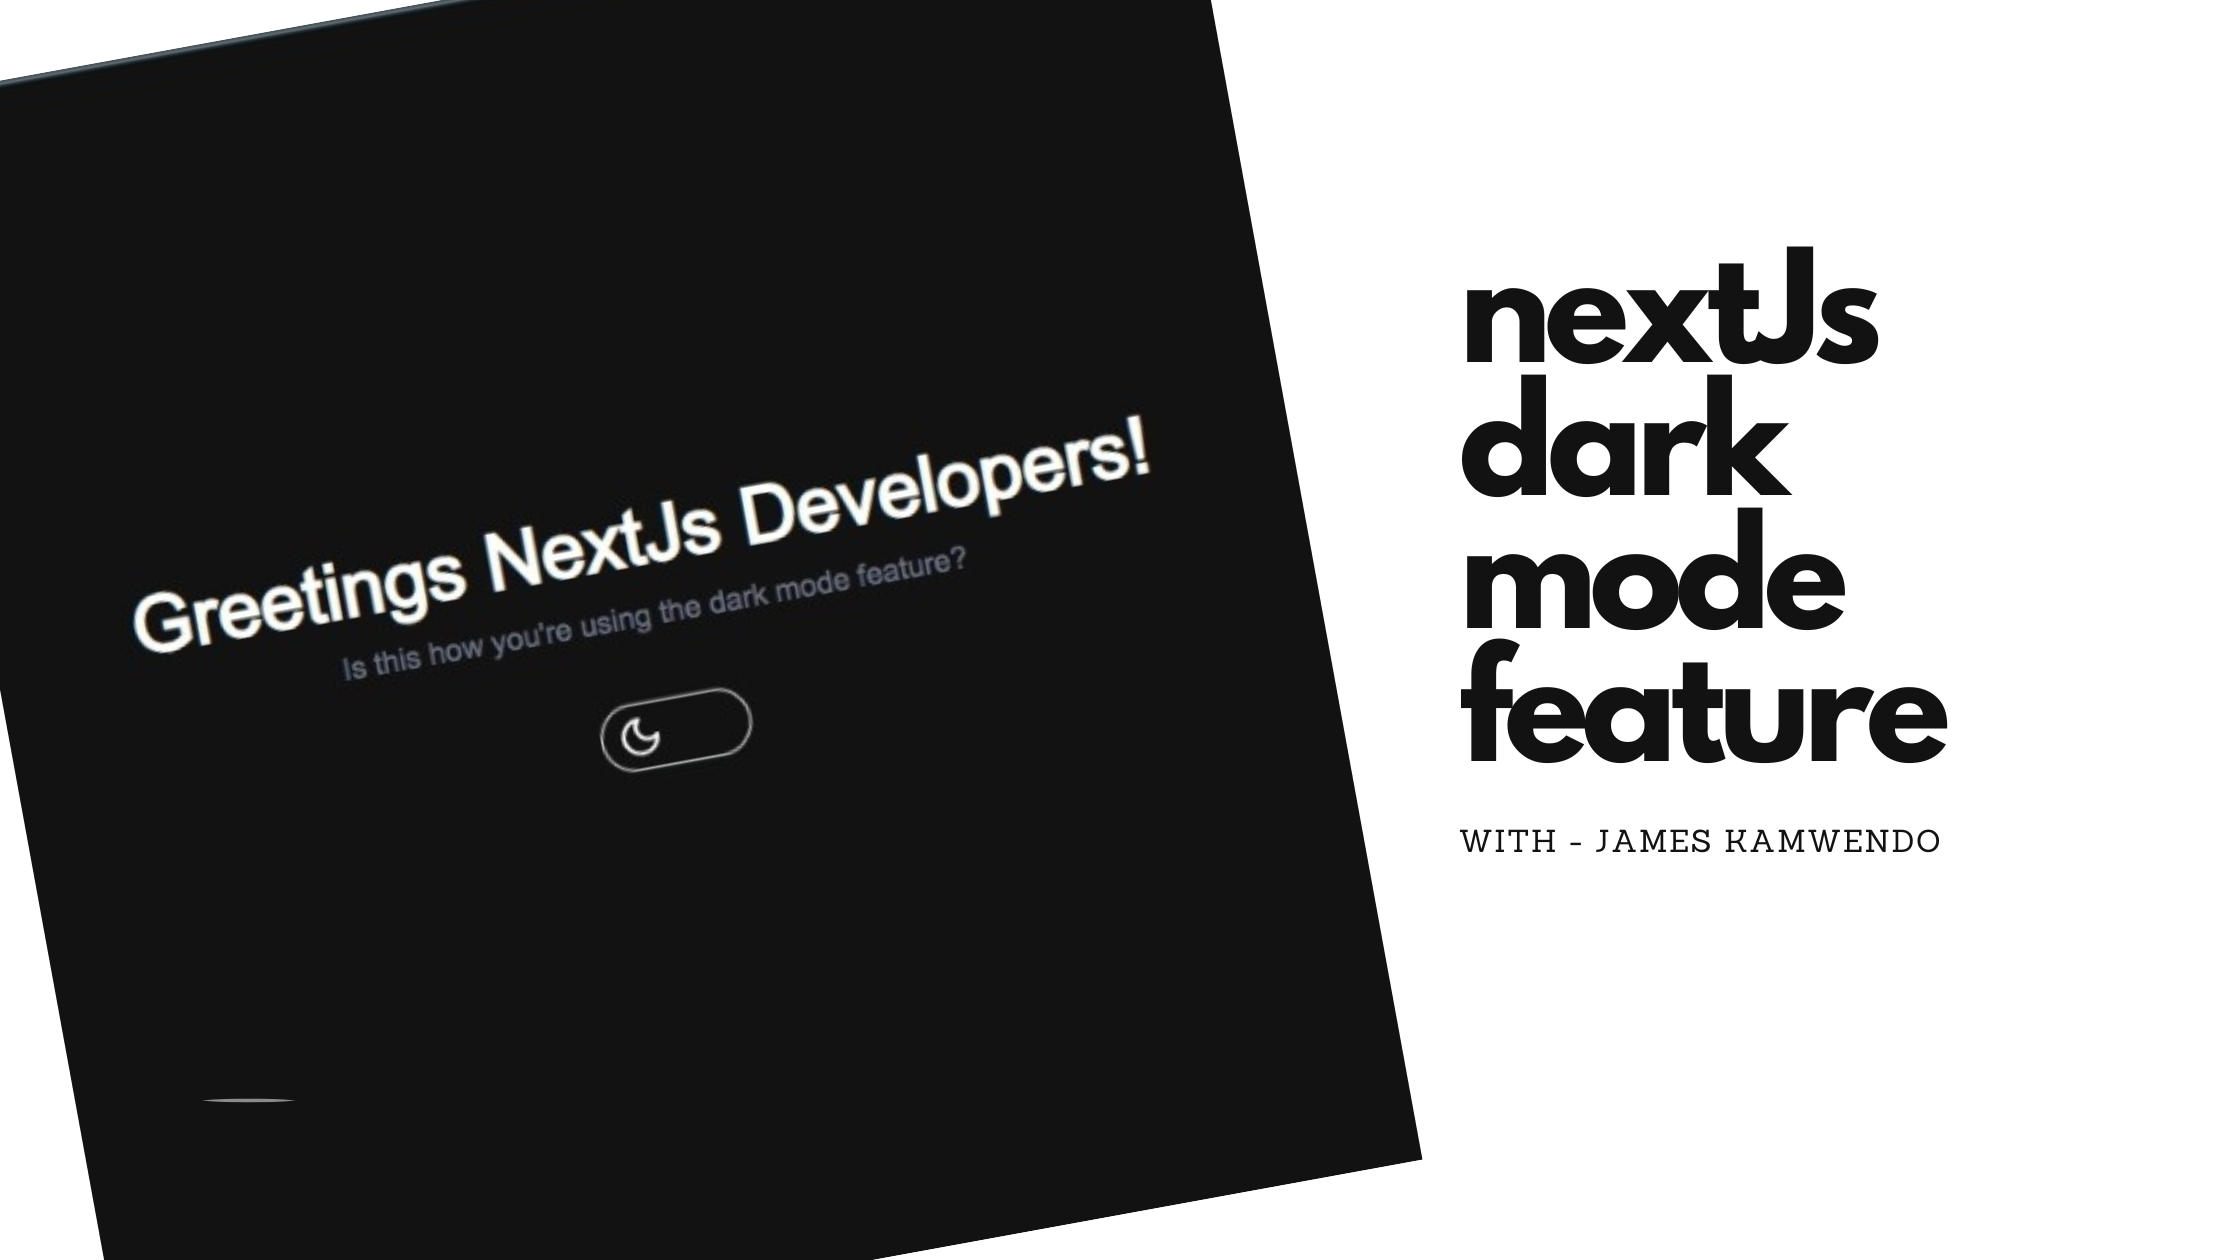 Greetings NextJs Developers!
Is this how you're using the dark mode feature?
nextJs
dark
mode
feature
WITH - JAMES KAMWENDO